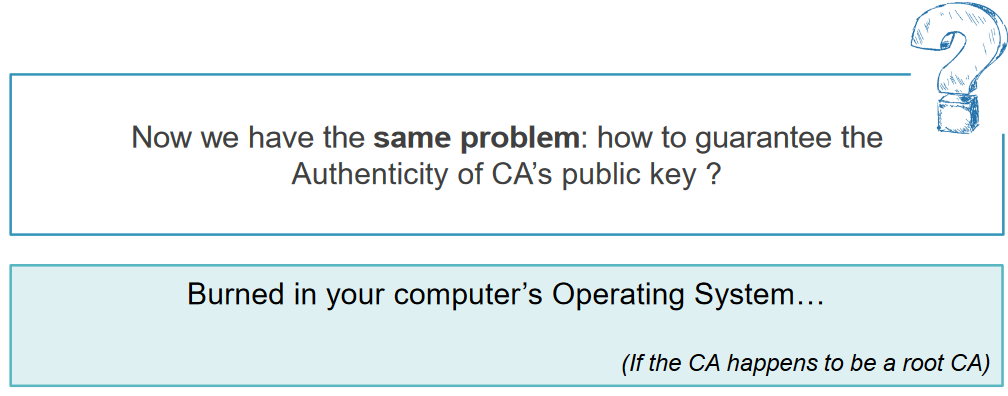 Now we have the same problem: how to guarantee the
Authenticity of CA's public key ?
Burned in your computer's Operating System…
(If the CA happens to be a root CA)